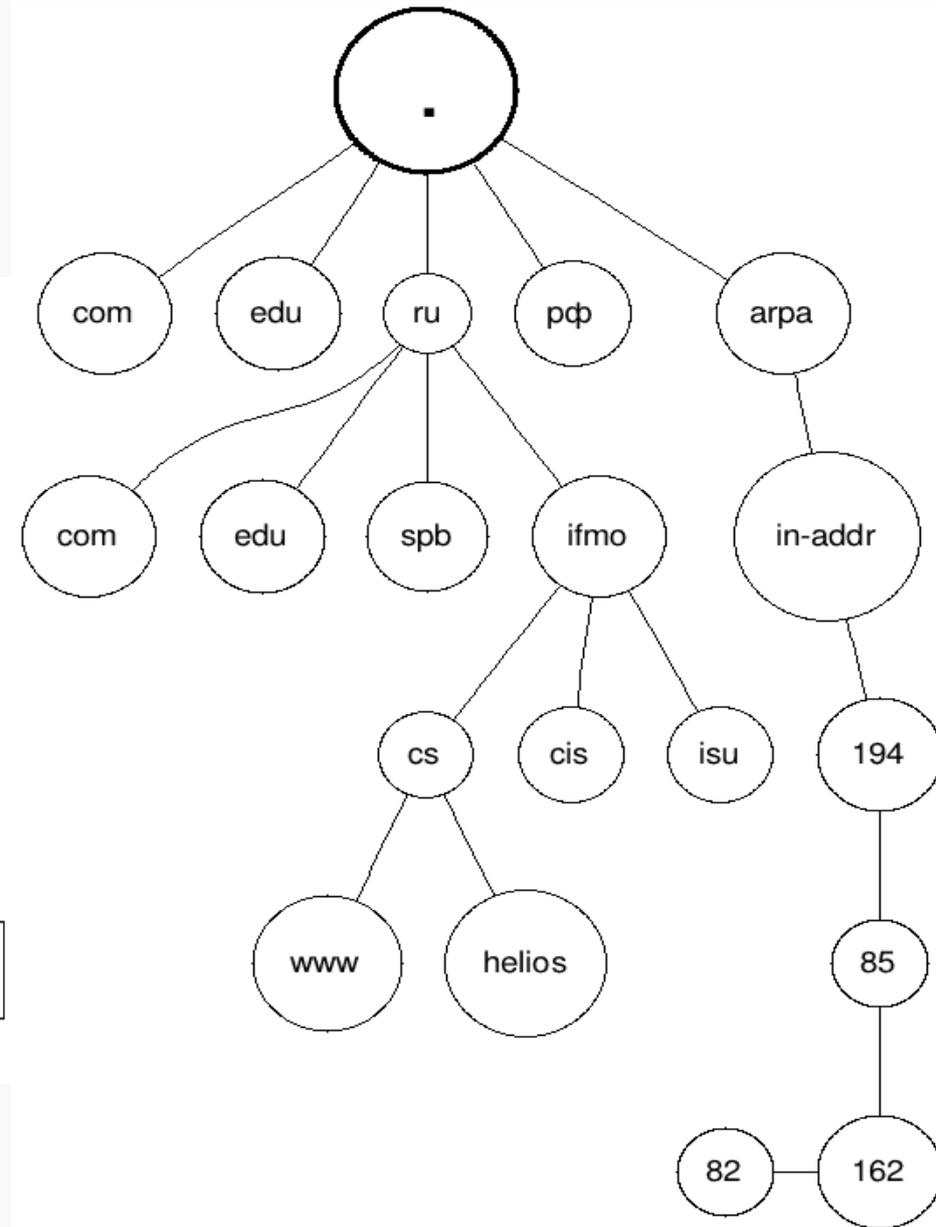 .
com
edu
ru
рф
arpa
com
edu
spb
ifmo
in-addr
cs
cis
isu
194
www
helios
85
82
162